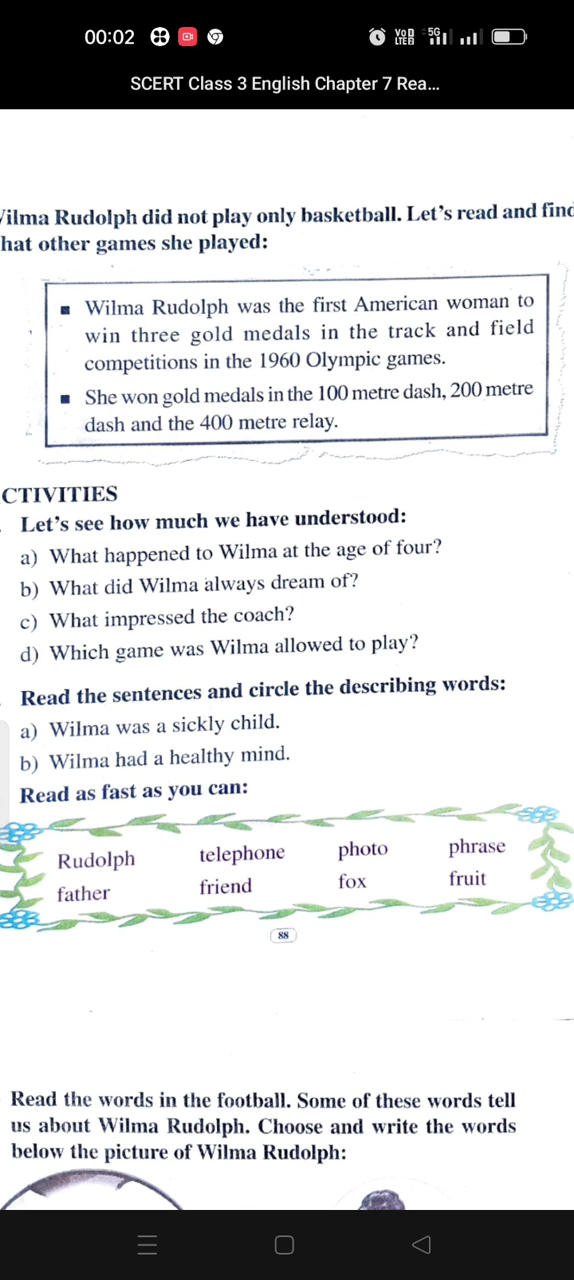 00:02
VoD
LTE 5G
SCERT Class 3 English Chapter 7 Rea...
Vilma Rudolph did not play only basketball. Let's read and find
hat other games she played:
■ Wilma Rudolph was the first American woman to
win three gold medals in the track and field
competitions in the 1960 Olympic games.
■ She won gold medals in the 100 metre dash, 200 metre
dash and the 400 metre relay.
CTIVITIES
Let's see how much we have understood:
a) What happened to Wilma at the age of four?
b) What did Wilma always dream of?
c) What impressed the coach?
d) Which game was Wilma allowed to play?
Read the sentences and circle the describing words:
a) Wilma was a sickly child.
b) Wilma had a healthy mind.
Read as fast as you can:
Rudolph telephone photo phrase
father friend fox fruit
88
Read the words in the football. Some of these words tell
us about Wilma Rudolph. Choose and write the words
below the picture of Wilma Rudolph: